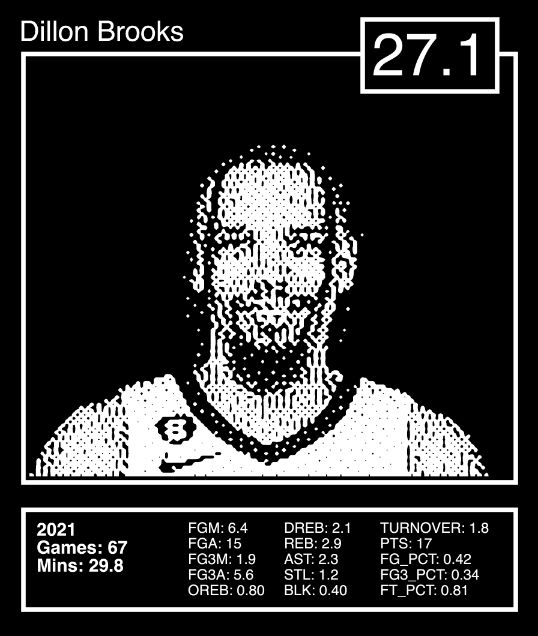 Dillon Brooks
27.1
8
2021
Games: 67
Mins: 29.8
FGM: 6.4
FGA: 15
FG3M: 1.9
FG3A: 5.6
OREB: 0.80
DREB: 2.1
REB: 2.9
AST: 2.3
STL: 1.2
BLK: 0.40
TURNOVER: 1.8
PTS: 17
FG_PCT: 0.42
FG3_PCT: 0.34
FT_PCT: 0.81